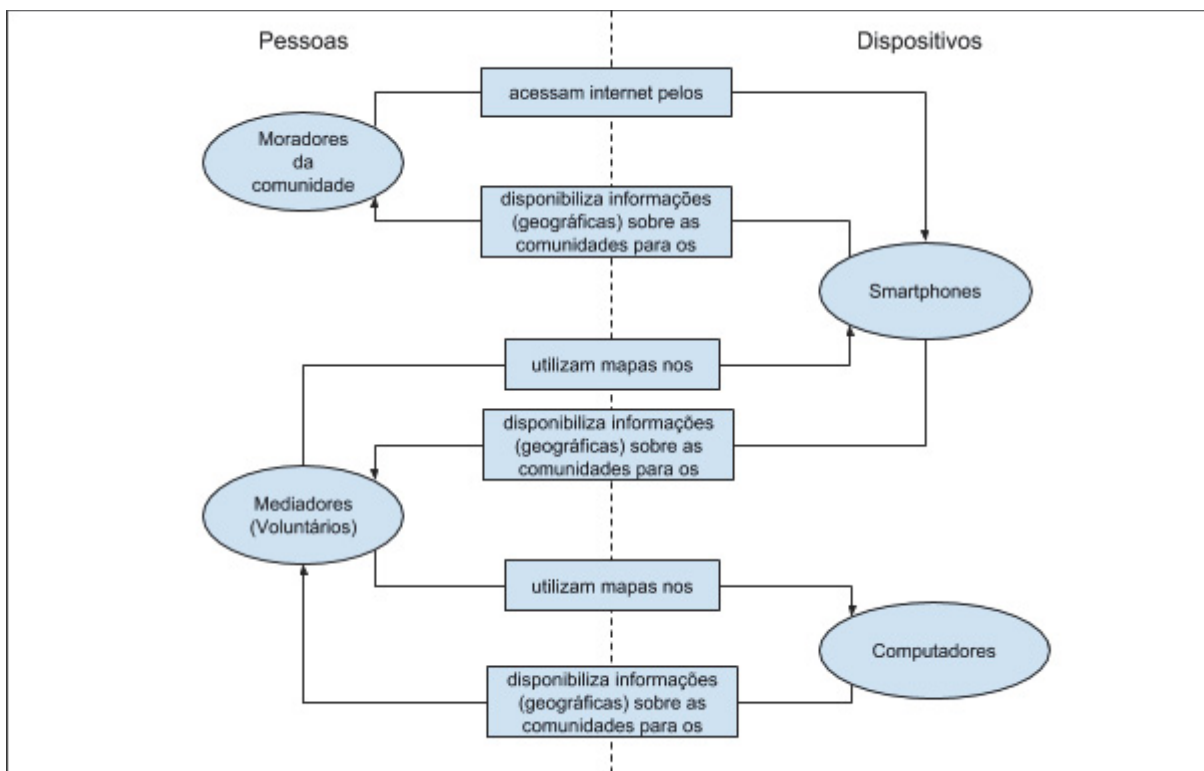 Pessoas
Dispositivos
acessam internet pelos
Moradores
da
comunidade
disponibiliza informações
(geográficas) sobre as
comunidades para os
Smartphones
utilizam mapas nos
disponibiliza informações
(geográficas) sobre as
comunidades para os
Mediadores
(Voluntários)
utilizam mapas nos
Computadores
disponibiliza informações
(geográficas) sobre as
comunidades para os